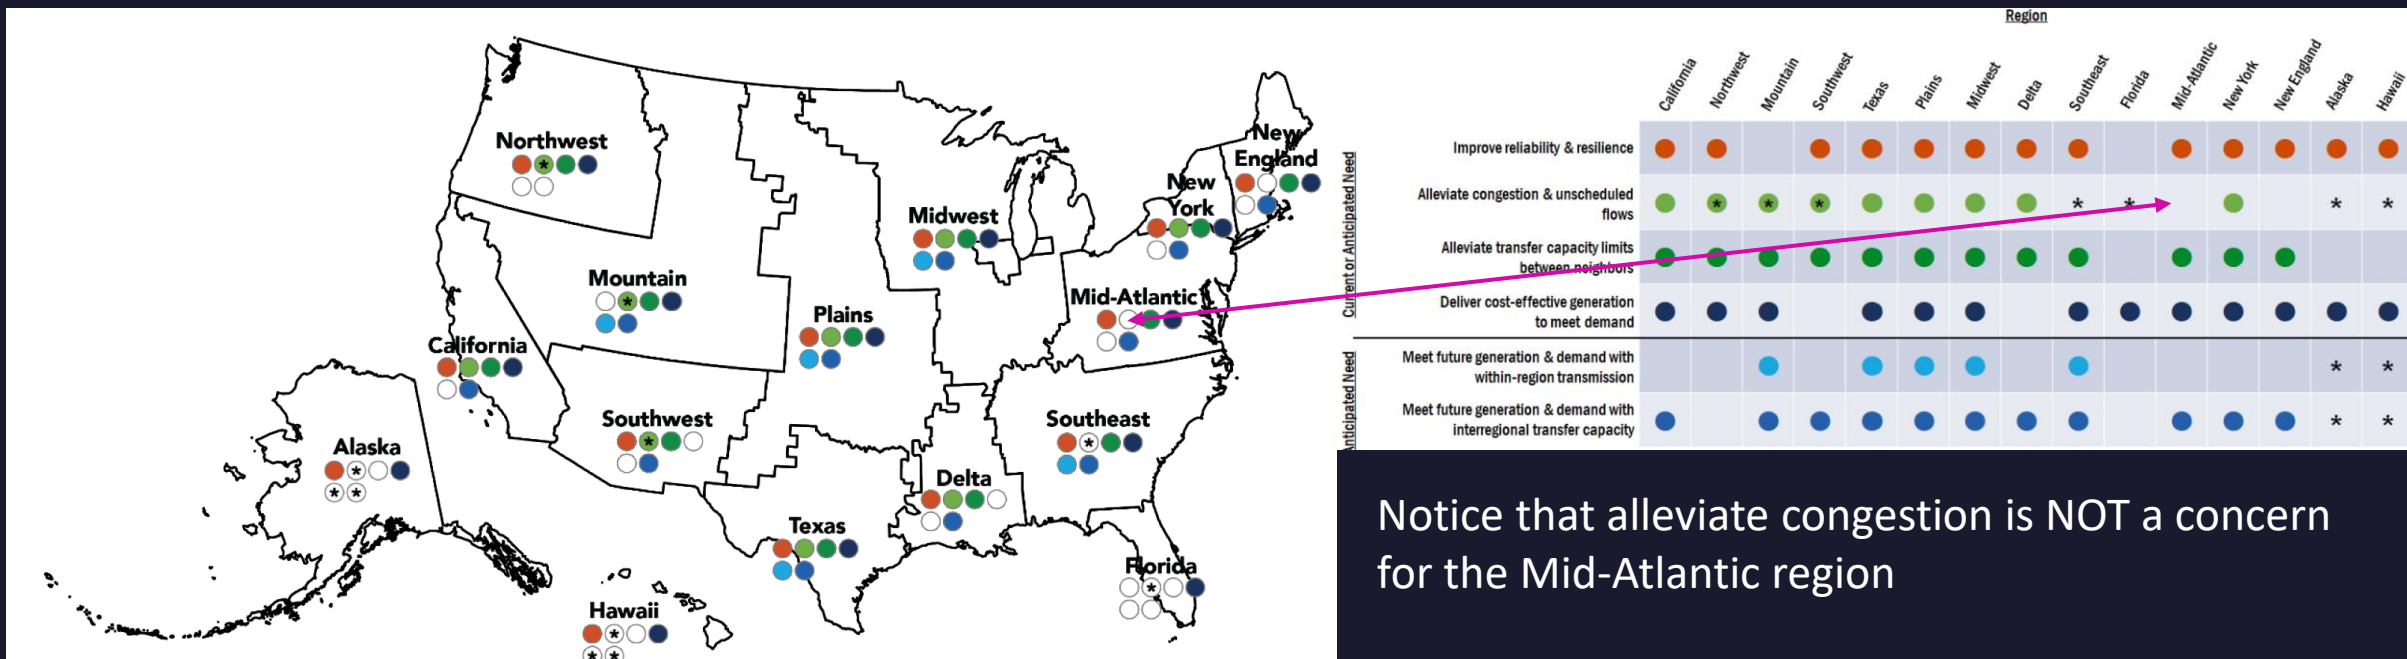 Northwest
New
England
New
York
Midwest
Mountain
Mid-Atlantic
Plains
California
Southwest
Southeast
Alaska
Delta
Texas
Florida
Hawaii
Region
California
Northwest
Mountain
Southwest
Texas
Plains
Midwest
Delta
Southeast
Florida
Mid-Atlantic
New York
New England
Alaska
Hawaii
Current or Anticipated Need
Improve reliability & resilience
Alleviate congestion & unscheduled
flows
Alleviate transfer capacity limits
between neighbors
Deliver cost-effective generation
to meet demand
Anticipated Need
Meet future generation & demand with
within-region transmission
Meet future generation & demand with
interregional transfer capacity
Notice that alleviate congestion is NOT a concern
for the Mid-Atlantic region